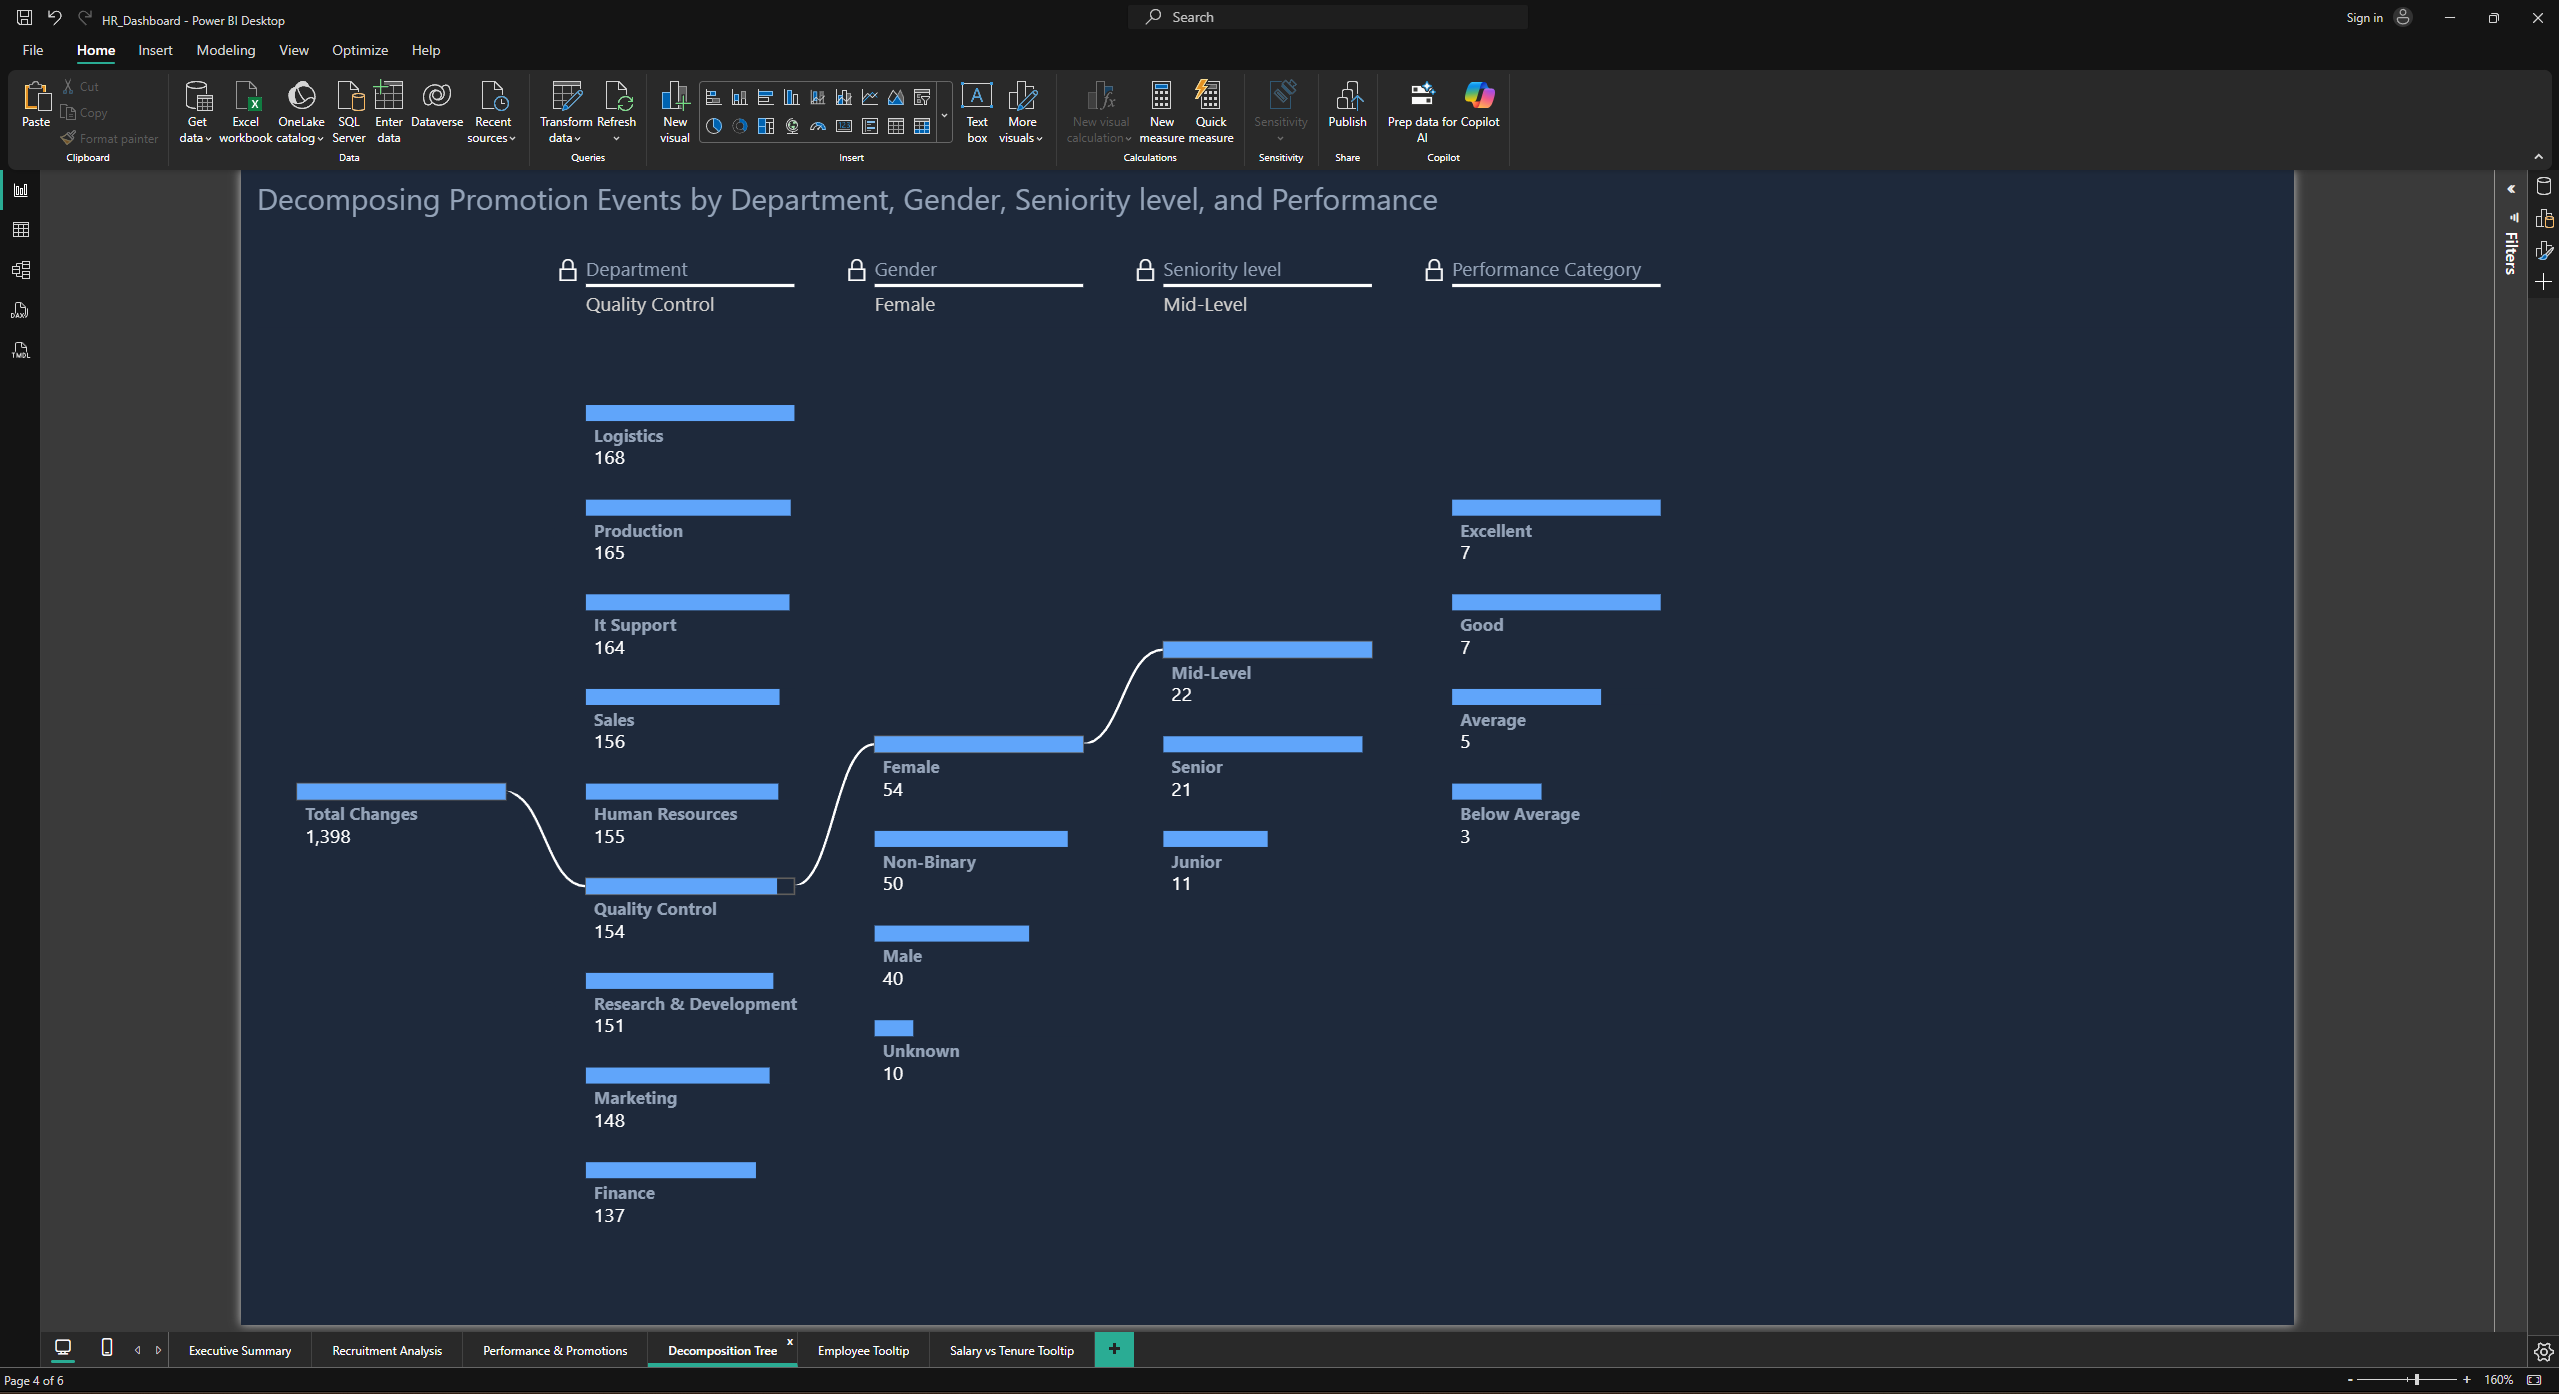 HR_Dashboard - Power BI Desktop
Search
Sign in
File Home Insert Modeling View Optimize Help
Paste
Cut
Copy
Format painter
Clipboard
Get data
Excel workbook
OneLake catalog
SQL Server
Enter data
Dataverse
Recent sources
Data
Transform data
Refresh
Queries
New visual
Text box
More visuals
Insert
New visual calculation
New measure
Quick measure
Calculations
Sensitivity
Sensitivity
Publish
Share
Prep data for AI
Copilot
Copilot
DAX
TMDL
Filters
Decomposing Promotion Events by Department, Gender, Seniority level, and Performance
Department
Quality Control
Gender
Female
Seniority level
Mid-Level
Performance Category
Total Changes
1,398
Logistics
168
Production
165
It Support
164
Sales
156
Human Resources
155
Quality Control
154
Research & Development
151
Marketing
148
Finance
137
Female
54
Non-Binary
50
Male
40
Unknown
10
Mid-Level
22
Senior
21
Junior
11
Excellent
7
Good
7
Average
5
Below Average
3
Executive Summary
Recruitment Analysis
Performance & Promotions
Decomposition Tree x
Employee Tooltip
Salary vs Tenure Tooltip
+
Page 4 of 6
- + 160%